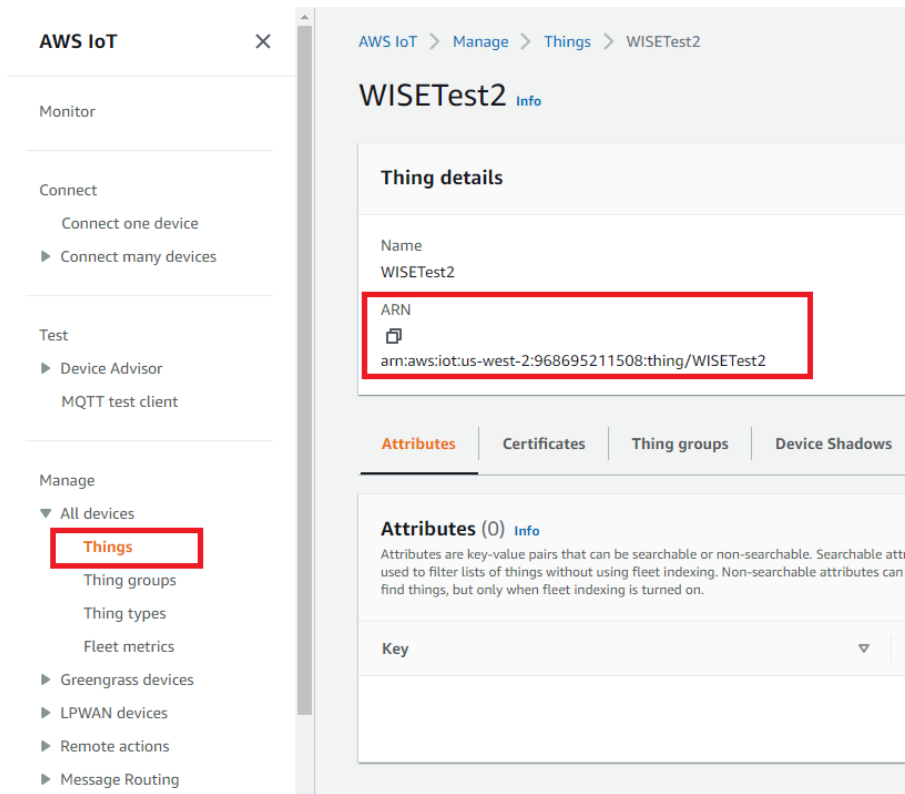 AWS IoT
Monitor
Connect
Connect one device
Connect many devices
Test
Device Advisor
MQTT test client
Manage
All devices
Things
Thing groups
Thing types
Fleet metrics
Greengrass devices
LPWAN devices
Remote actions
Message Routing
AWS IoT > Manage > Things > WISETest2
WISETest2 Info
Thing details
Name
WISETest2
ARN
arn:aws:iot:us-west-2:968695211508:thing/WISETest2
Attributes Certificates Thing groups Device Shadows
Attributes (0) Info
Attributes are key-value pairs that can be searchable or non-searchable. Searchable
used to filter lists of things without using fleet indexing. Non-searchable attributes can
find things, but only when fleet indexing is turned on.
Key